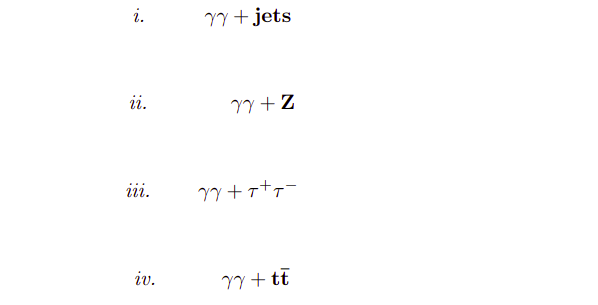 i. γγ + jets
ii. γγ + Z
iii. γγ + τ⁺τ⁻
iv. γγ + tt̄